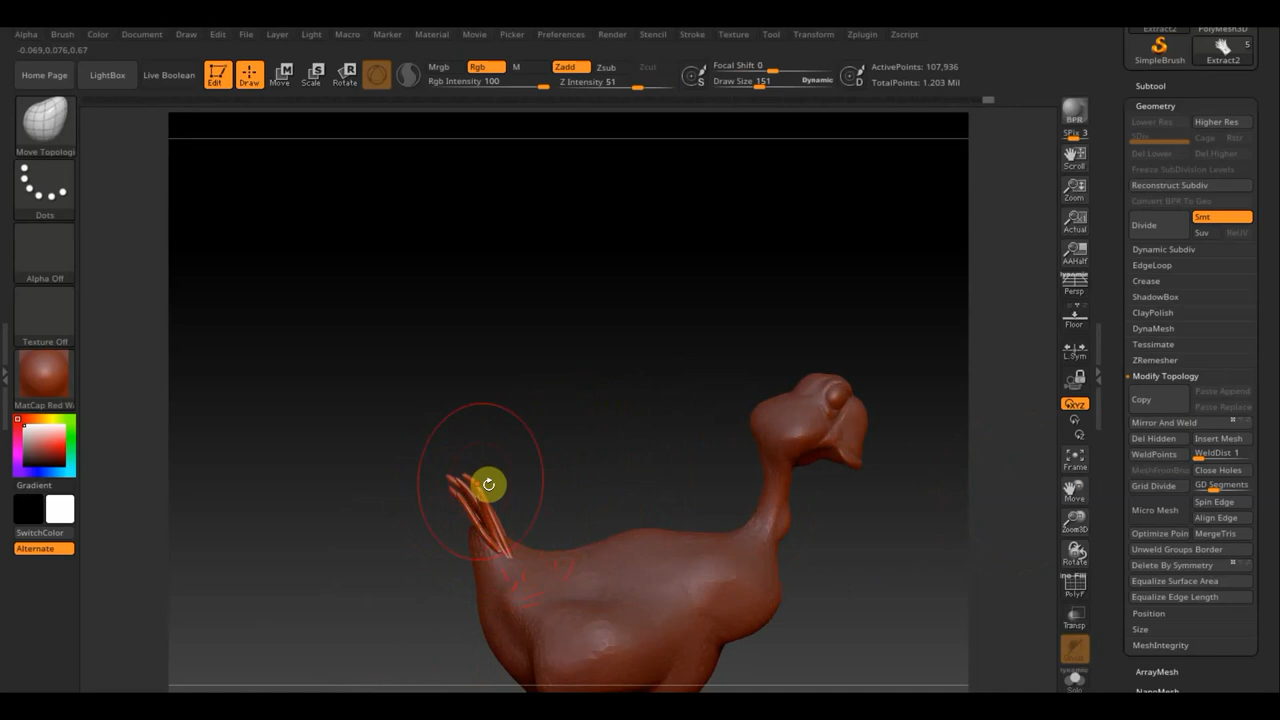 Alpha Brush Color Document Draw Edit File Layer Light Macro Marker Material Movie Picker Preferences Render Stencil Stroke Texture Tool Transform Zplugin Zscript
-0.069,0.076,0.67
Home Page
LightBox
Live Boolean
Edit
Draw
Move
Scale
Rotate
Mrgb
Rgb
M
Rgb Intensity 100
Zadd
Zsub
Zcut
Z Intensity 51
S
Focal Shift 0
Draw Size 151
Dynamic
D
ActivePoints: 107,936
TotalPoints: 1.203 Mil
Move Topologi
Dots
Alpha Off
Texture Off
MatCap Red Wa
Gradient
SwitchColor
Alternate
BPR
SPix 3
Scroll
Zoom
Actual
AAHalf
Persp
Floor
L.Sym
XYZ
Y
Z
Frame
Move
Zoom3D
Rotate
PolyF
Transp
Solo
Extract2
PolyMesh3D
SimpleBrush
5
Extract2
Subtool
Geometry
Lower Res
Higher Res
SDiv
Cage
Rstr
Del Lower
Del Higher
Freeze SubDivision Levels
Reconstruct Subdiv
Convert BPR To Geo
Divide
Smt
Suv
RelUV
Dynamic Subdiv
EdgeLoop
Crease
ShadowBox
ClayPolish
DynaMesh
Tessimate
ZRemesher
Modify Topology
Copy
Paste Append
Paste Replace
Mirror And Weld
Del Hidden
Insert Mesh
WeldPoints
WeldDist 1
MeshFromBru
Close Holes
Grid Divide
GD Segments
Micro Mesh
Spin Edge
Align Edge
Optimize Poin
MergeTris
Unweld Groups Border
Delete By Symmetry
Equalize Surface Area
Equalize Edge Length
Position
Size
MeshIntegrity
ArrayMesh
NanoMesh